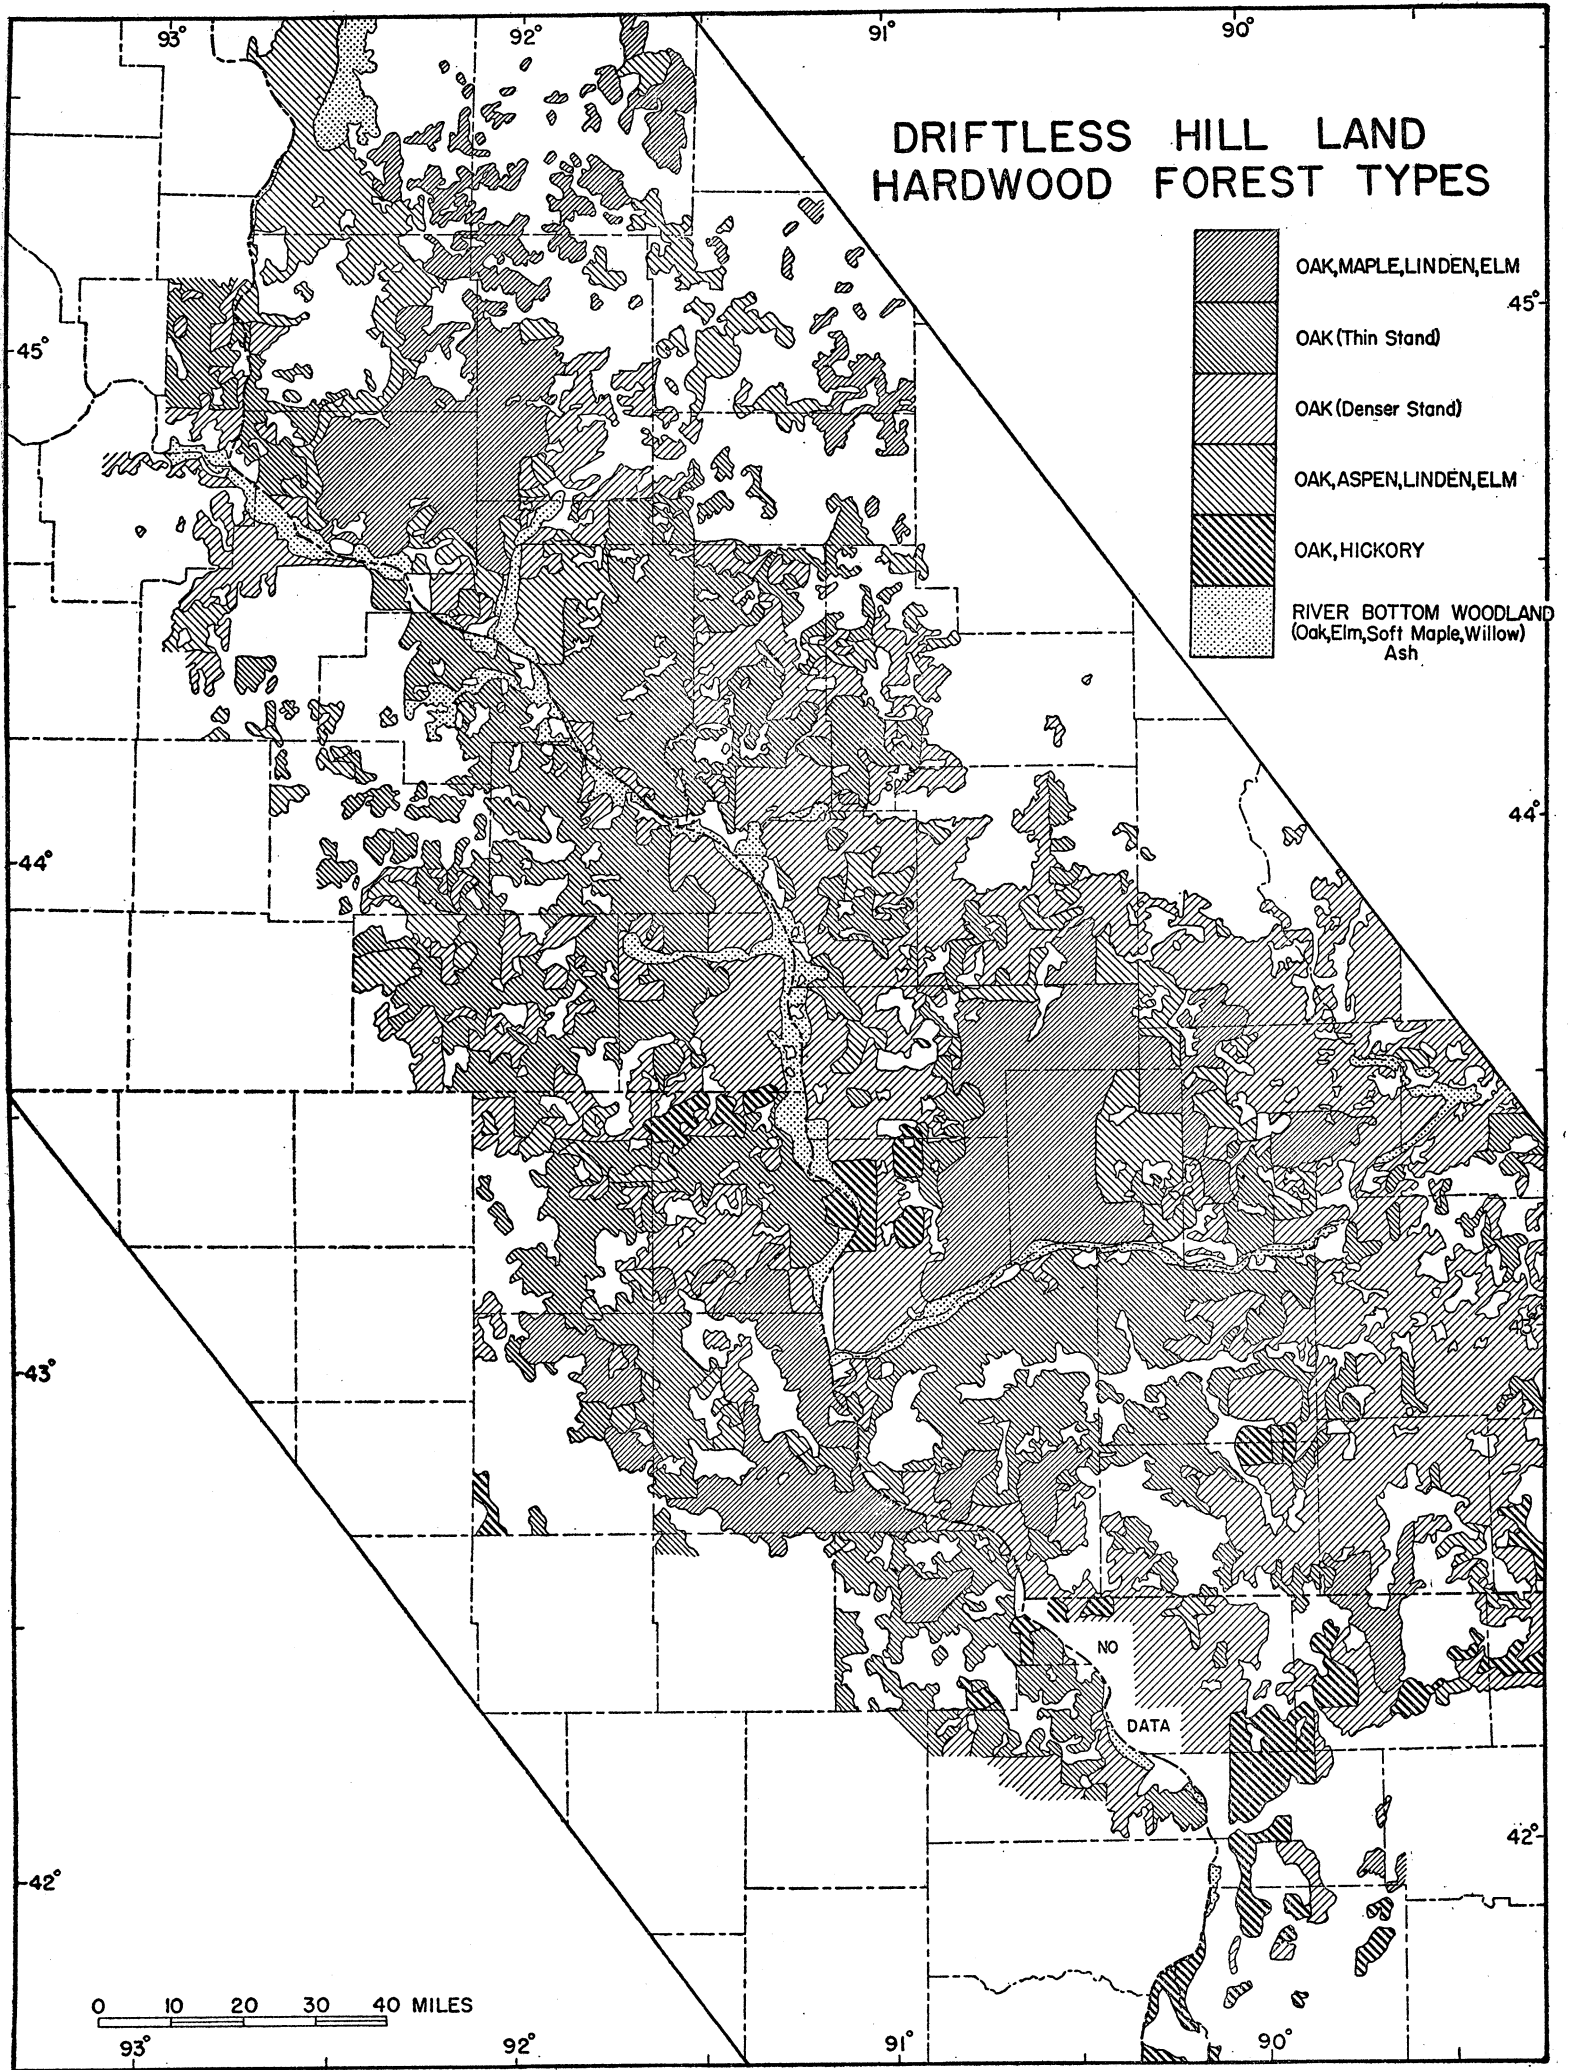 93° 92° 91° 90°
DRIFTLESS HILL LAND
HARDWOOD FOREST TYPES
OAK,MAPLE,LINDEN,ELM
45°
OAK(Thin Stand)
45°
OAK(Denser Stand)
OAK,ASPEN,LINDEN,ELM
OAK,HICKORY
RIVER BOTTOM WOODLAND
(Oak,Elm,Soft Maple,Willow)
Ash
44°
44°
43°
NO
DATA
42°
42°
0 10 20 30 40 MILES
93° 92° 91° 90°